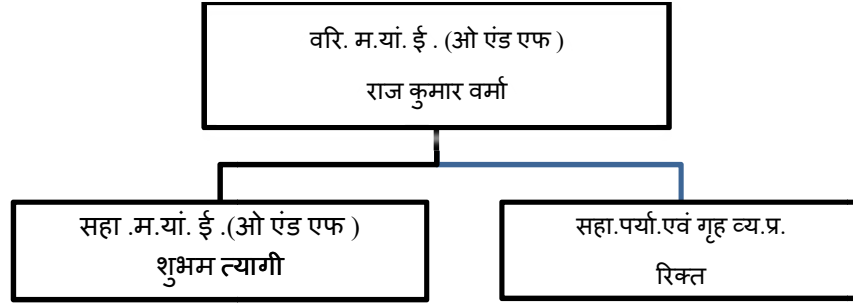 वरि. म.यां. ई . (ओ एंड एफ )
राज कुमार वर्मा
सहा .म.यां. ई .(ओ एंड एफ )
शुभम त्यागी
सहा.पर्या.एवं गृह व्य.प्र.
रिक्त